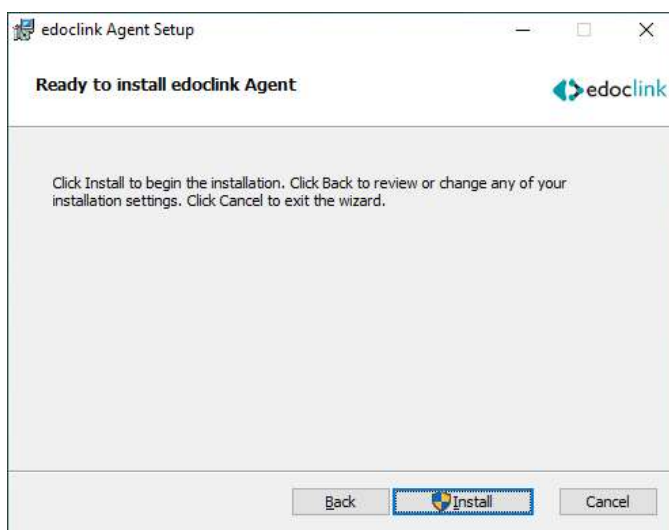 edoclink Agent Setup
Ready to install edoclink Agent
edoclink
Click Install to begin the installation. Click Back to review or change any of your
installation settings. Click Cancel to exit the wizard.
Back
Install
Cancel